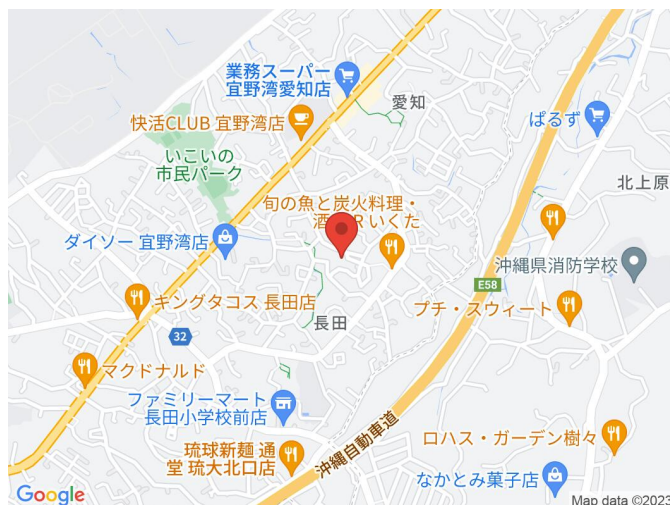 業務スーパー
宜野湾愛知店
愛知
ぱるず
快活CLUB 宜野湾店
いこいの
市民パーク
北上原
旬の魚と炭火料理・
いくた
ダイソー 宜野湾店
沖縄県消防学校
E58
キングタコス 長田店
プチ・スウィート
長田
32
マクドナルド
ファミリーマート
長田小学校前店
沖縄自動車道
ロハス・ガーデン樹々
琉球新麺 通
堂 琉大北口店
なかとみ菓子店
Google
Map data ©2023